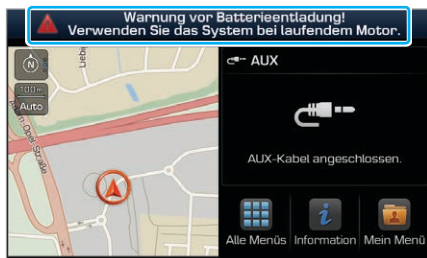 Warnung vor Batterieentladung!
Verwenden Sie das System bei laufendem Motor.
N
100m
Auto
AUX
AUX-Kabel angeschlossen.
Alle Menüs
Information
Mein Menü